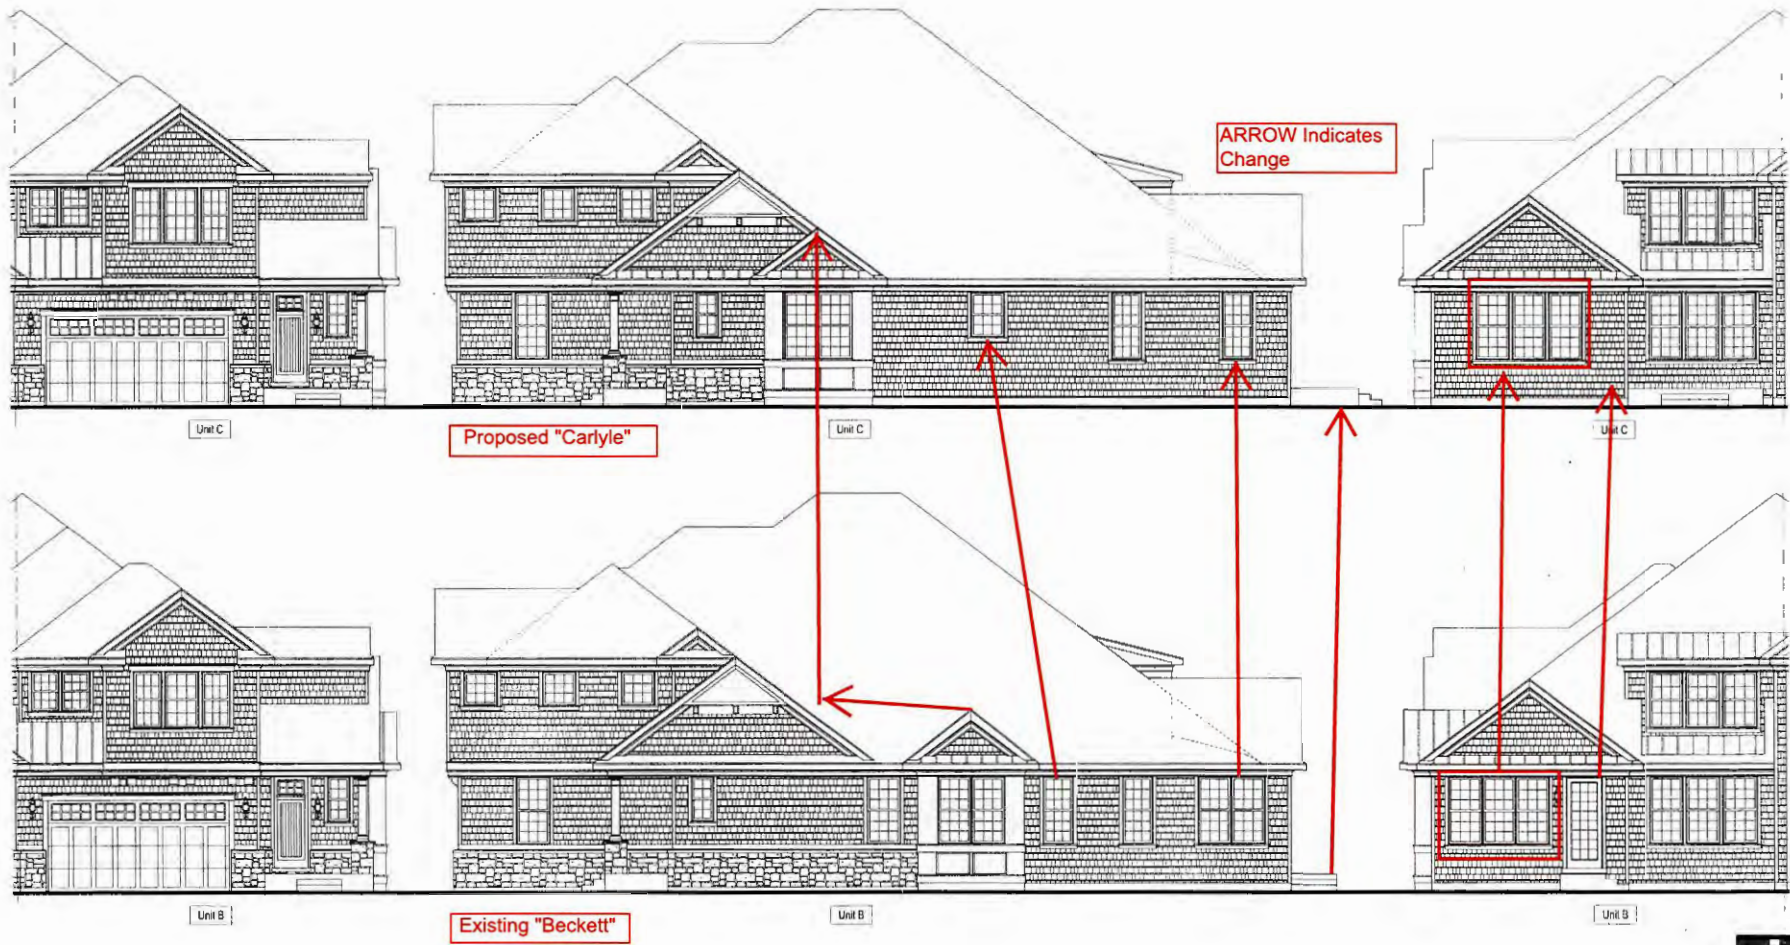 ARROW Indicates
Change
Unit C
Proposed "Carlyle"
Unit C
Unit C
Unit B
Existing "Beckett"
Unit B
Unit B